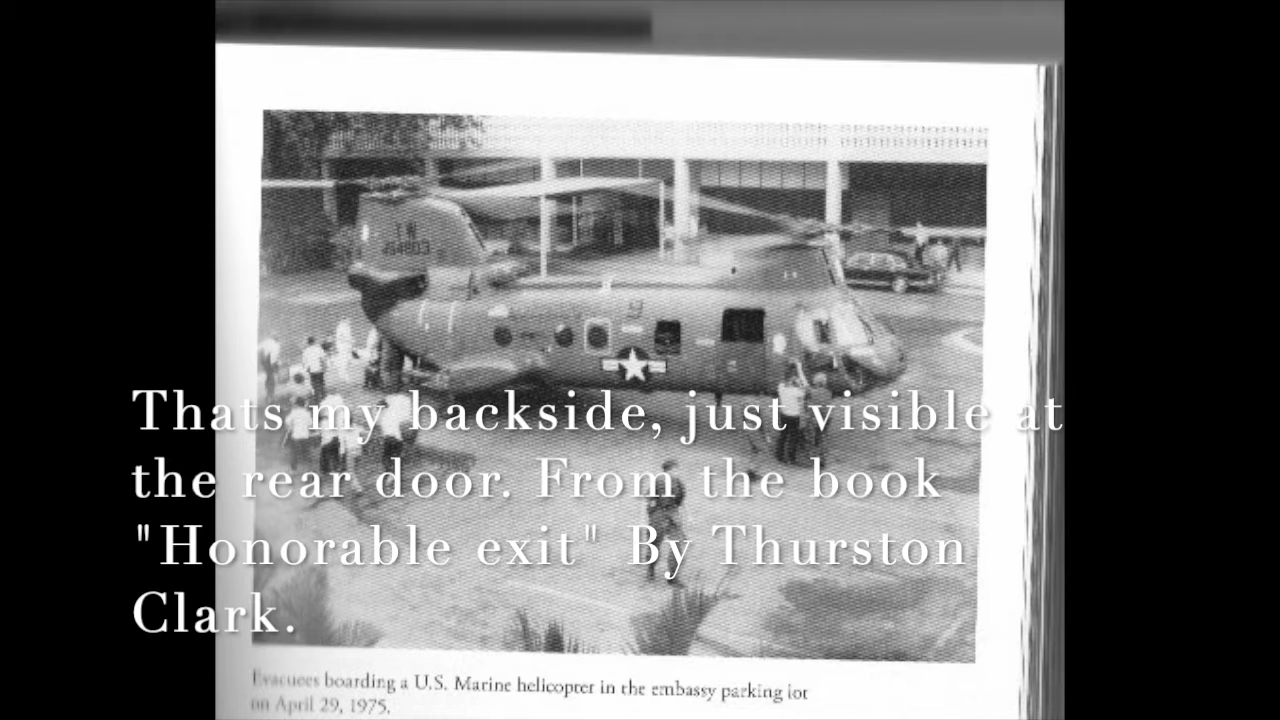 Thats my backside, just visible at
the rear door. From the book
"Honorable exit" By Thurston
Clark.
Evacuees boarding a U.S. Marine helicopter in the embassy parking lot
on April 29, 1975.